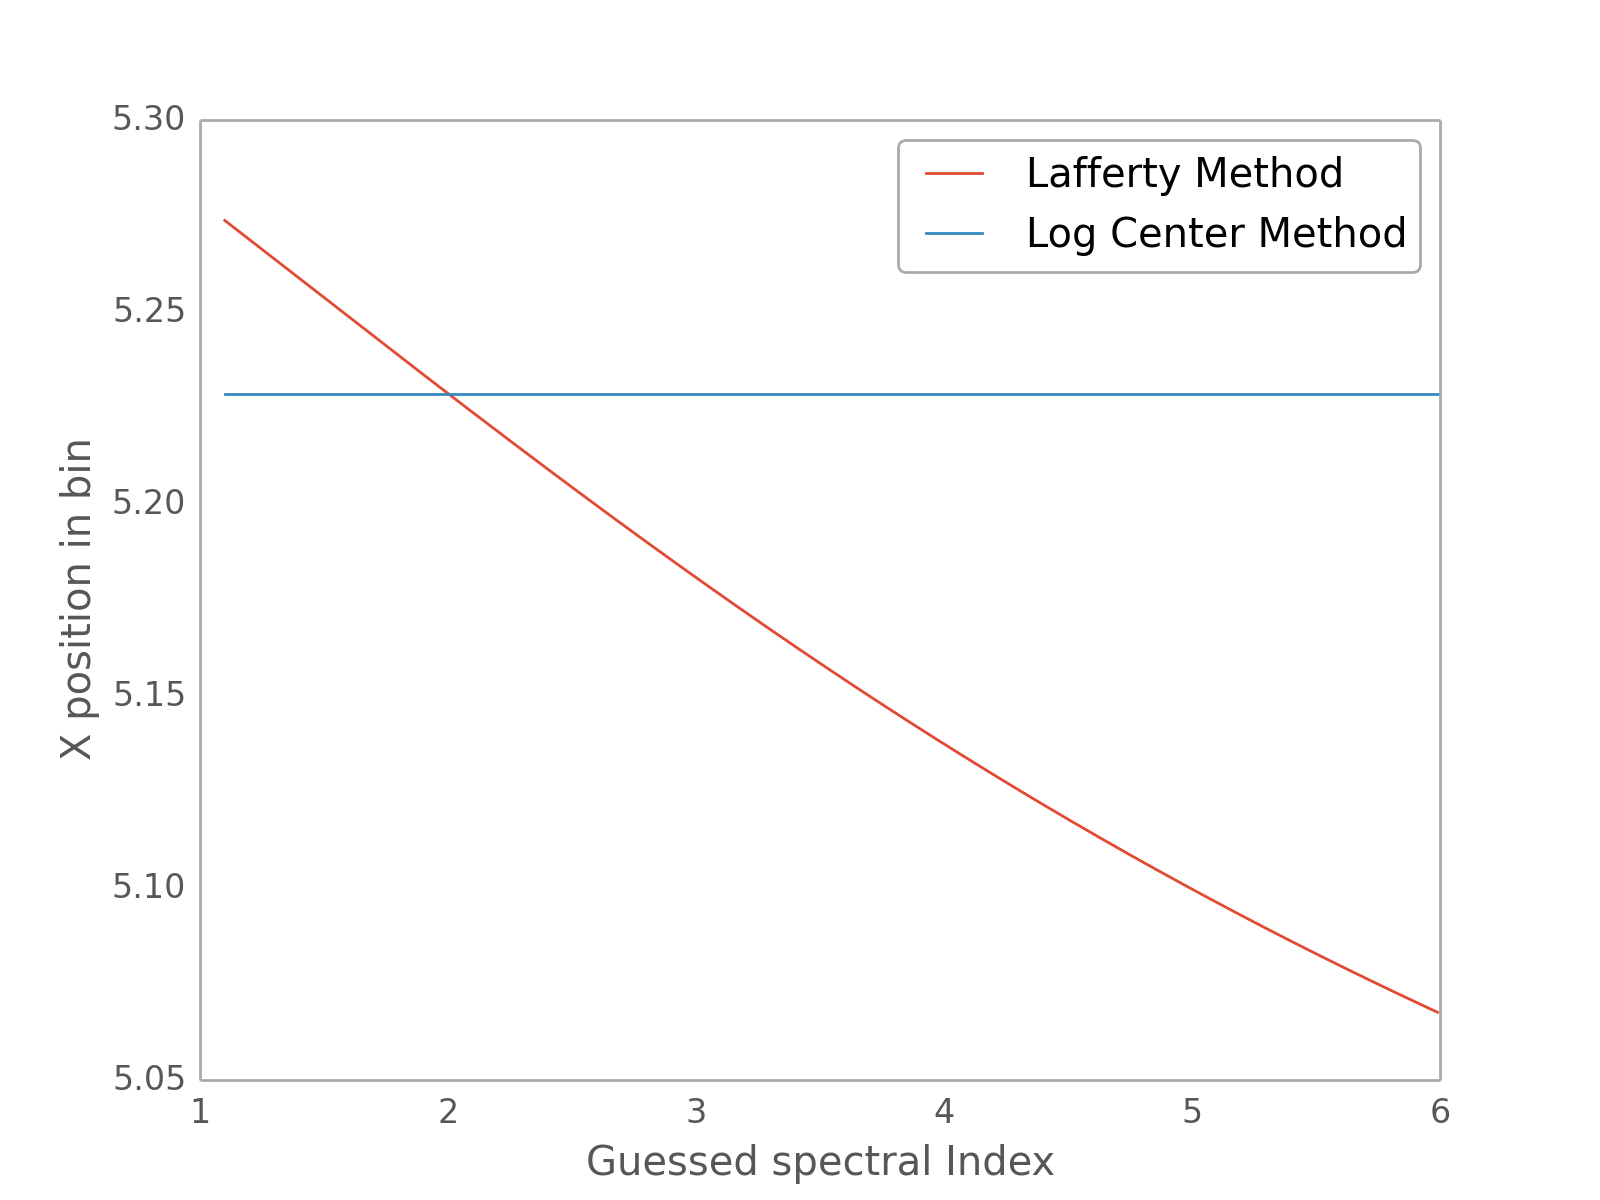 5.30
5.25
5.20
5.15
5.10
5.05
X position in bin
Lafferty Method
Log Center Method
1 2 3 4 5 6
Guessed spectral Index